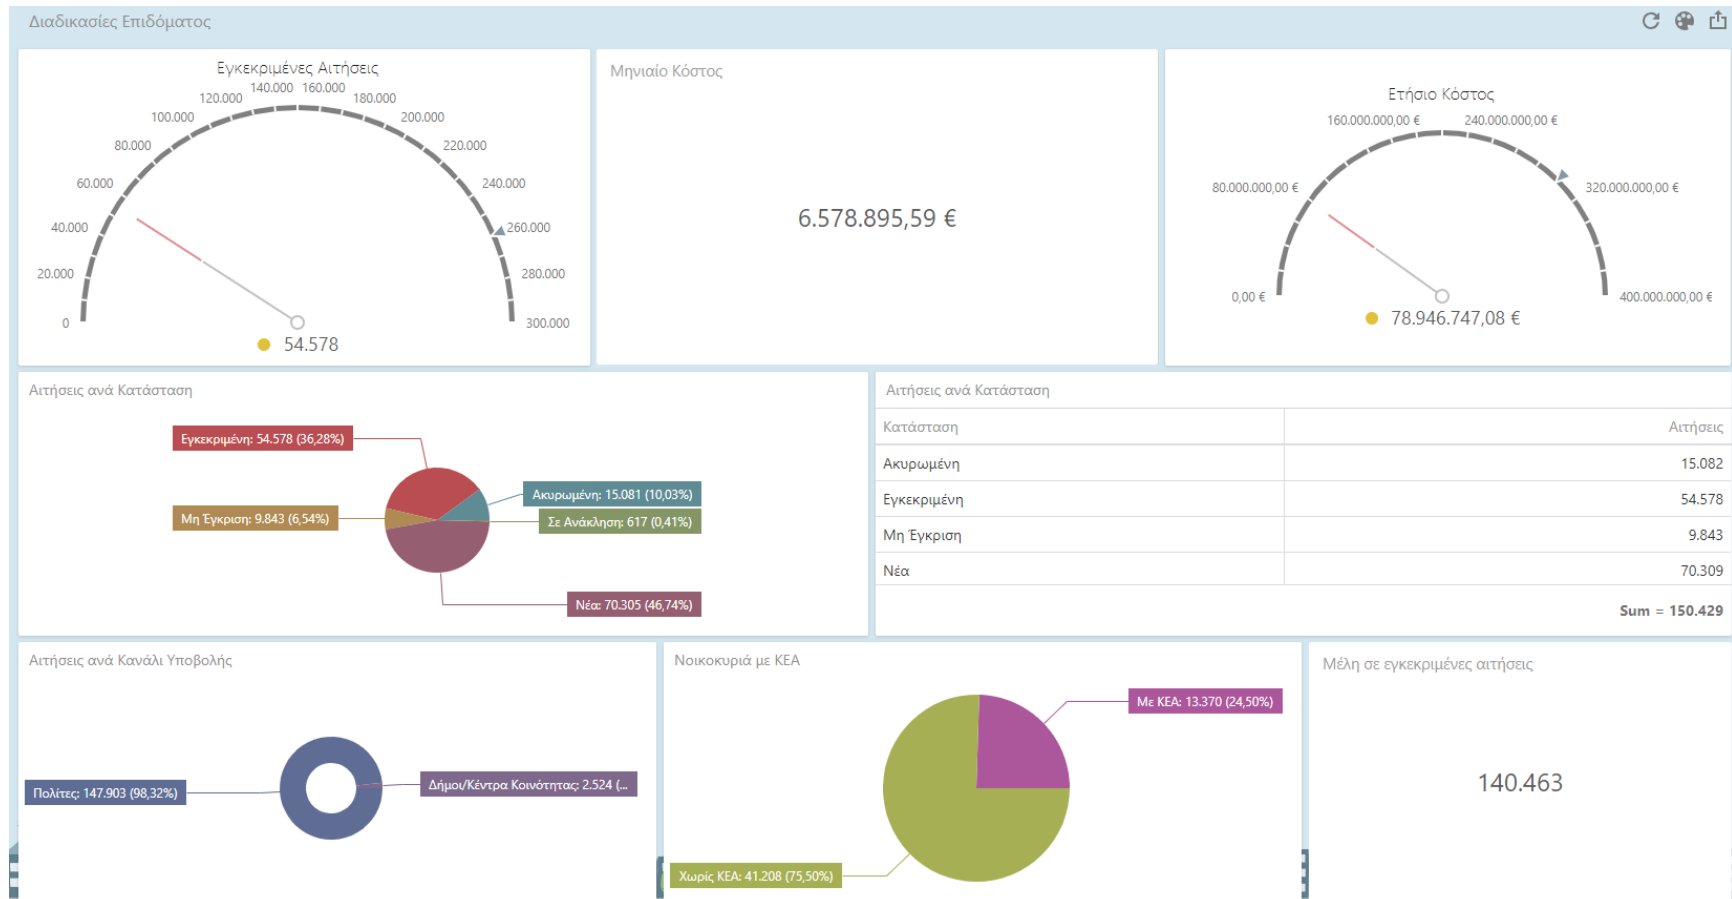 Διαδικασίες Επιδόματος
Εγκεκριμένες Αιτήσεις
0
20.000
40.000
60.000
80.000
100.000
120.000
140.000
160.000
180.000
200.000
220.000
240.000
260.000
280.000
300.000
54.578
Μηνιαίο Κόστος
6.578.895,59 €
Ετήσιο Κόστος
0,00 €
80.000.000,00 €
160.000.000,00 €
240.000.000,00 €
320.000.000,00 €
400.000.000,00 €
78.946.747,08 €
Αιτήσεις ανά Κατάσταση
Εγκεκριμένη: 54.578 (36,28%)
Ακυρωμένη: 15.081 (10,03%)
Μη Έγκριση: 9.843 (6,54%)
Σε Ανάκληση: 617 (0,41%)
Νέα: 70.305 (46,74%)
Αιτήσεις ανά Κατάσταση
Κατάσταση Αιτήσεις
Ακυρωμένη 15.082
Εγκεκριμένη 54.578
Μη Έγκριση 9.843
Νέα 70.309
Sum = 150.429
Αιτήσεις ανά Κανάλι Υποβολής
Πολίτες: 147.903 (98,32%)
Δήμοι/Κέντρα Κοινότητας: 2.524 (...
Νοικοκυριά με ΚΕΑ
Με ΚΕΑ: 13.370 (24,50%)
Χωρίς ΚΕΑ: 41.208 (75,50%)
Μέλη σε εγκεκριμένες αιτήσεις
140.463